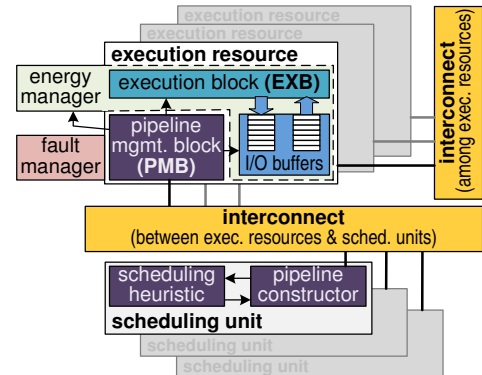 execution resource
execution resource
execution resource
energy
manager
execution block (EXB)
pipeline
mgmt. block
(PMB)
fault
manager
I/O buffers
interconnect
(among exec. resources)
interconnect
(between exec. resources & sched. units)
scheduling
heuristic
pipeline
constructor
scheduling unit
scheduling unit
scheduling unit